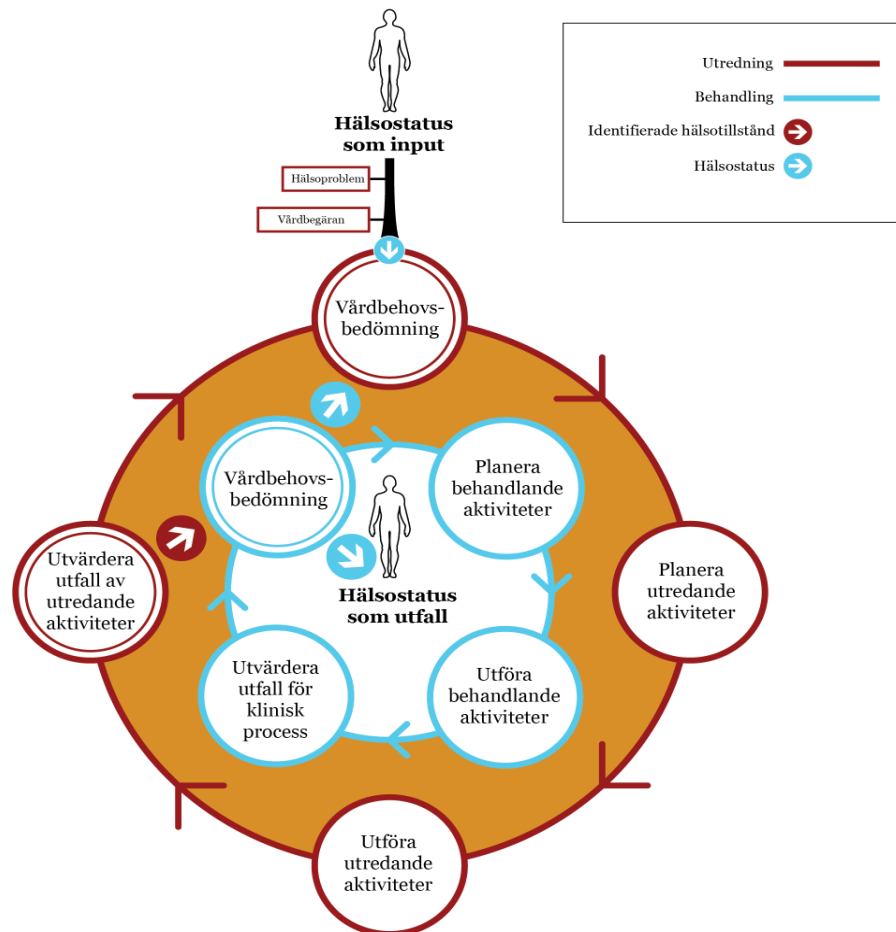 Hälsostatus
som input
Hälsoproblem
Vårdbegäran
Utredning
Behandling
Identifierade hälsotillstånd
Hälsostatus
Vårdbehovs-
bedömning
Vårdbehovs-
bedömning
Planera
behandlande
aktiviteter
Utvärdera
utfall av
utredande
aktiviteter
Hälsostatus
som utfall
Planera
utredande
aktiviteter
Utvärdera
utfall för
klinisk
process
Utföra
behandlande
aktiviteter
Utföra
utredande
aktiviteter